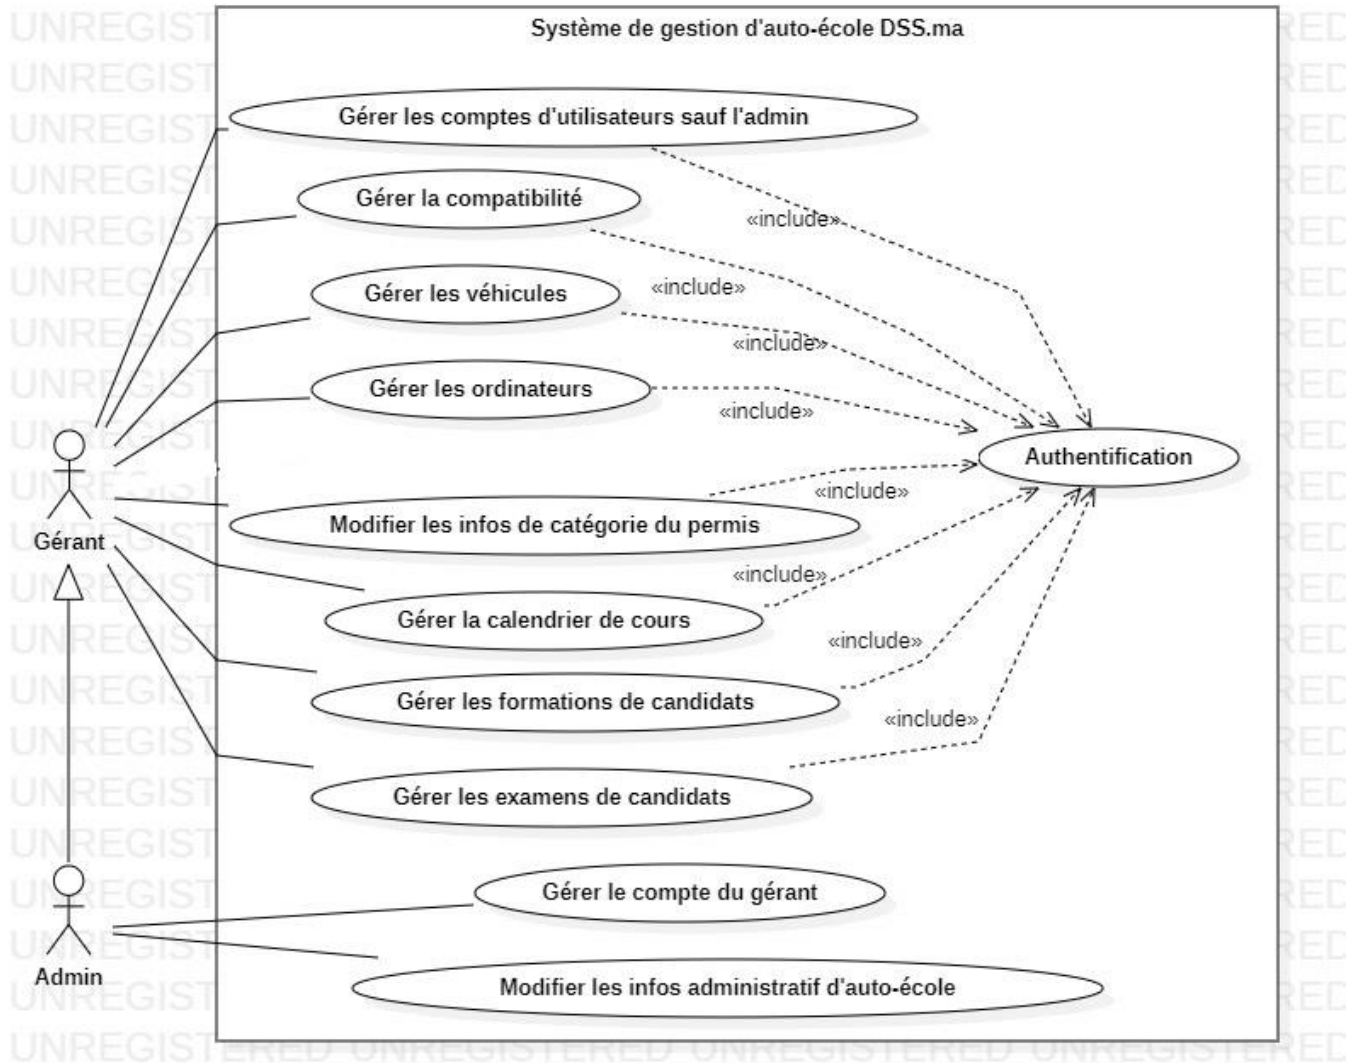 Système de gestion d'auto-école DSS.ma
Gérer les comptes d'utilisateurs sauf l'admin
Gérer la compatibilité
«include»
Gérer les véhicules
«include»
«include»
Gérer les ordinateurs
«include»
Authentification
Modifier les infos de catégorie du permis
«include»
Gérant
«include»
Gérer la calendrier de cours
«include»
Gérer les formations de candidats
«include»
Gérer les examens de candidats
Gérer le compte du gérant
Admin
Modifier les infos administratif d'auto-école
UNREGISTERED UNREGISTERED UNREGISTERED